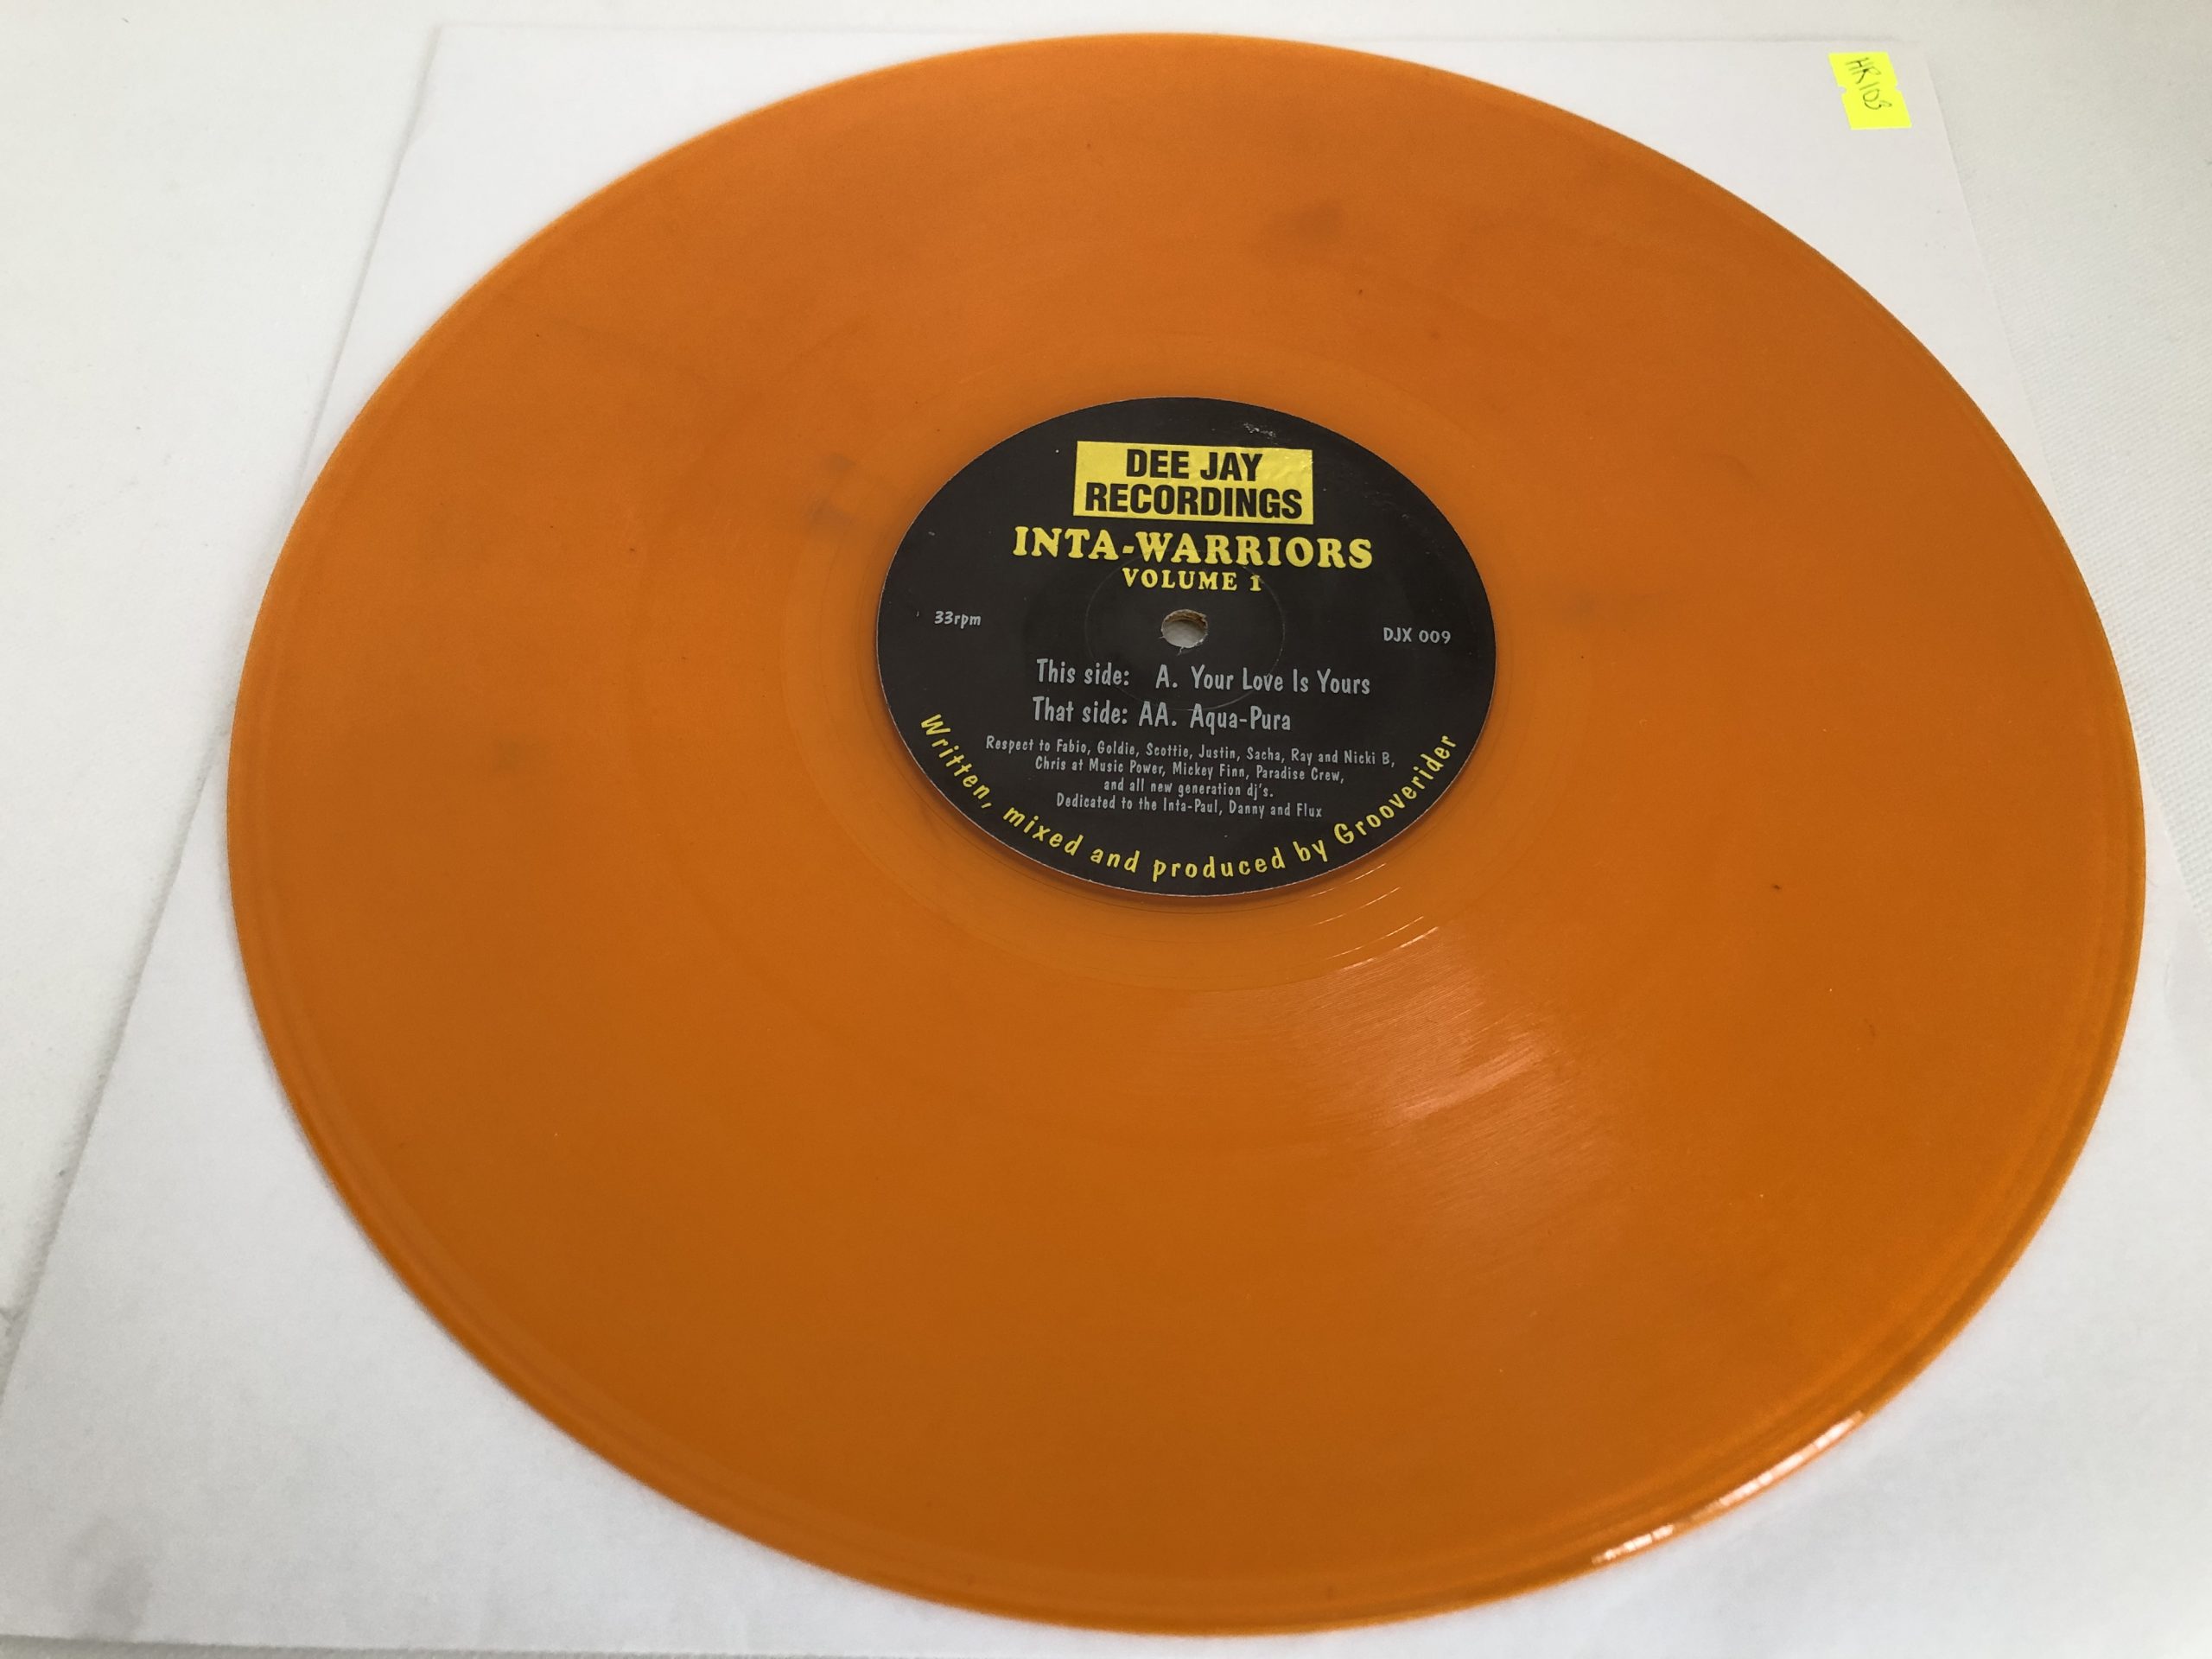 HR103
DEE JAY
RECORDINGS
INTA-WARRIORS
VOLUME 1
33rpm
DJX 009
This side: A. Your Love Is Yours
That side: AA. Aqua-Pura
Respect to Fabio, Goldie, Scottie, Justin, Sacha, Ray and Nicki B,
Chris at Music Power, Mickey Finn, Paradise Crew,
and all new generation dj's.
Dedicated to the Inta-Paul, Danny and Flux
Written, mixed and produced by Grooverider